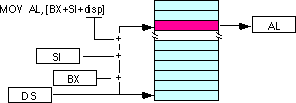 MOV AL,[BX+SI+disp]
+
AL
SI
+
BX
+
DS